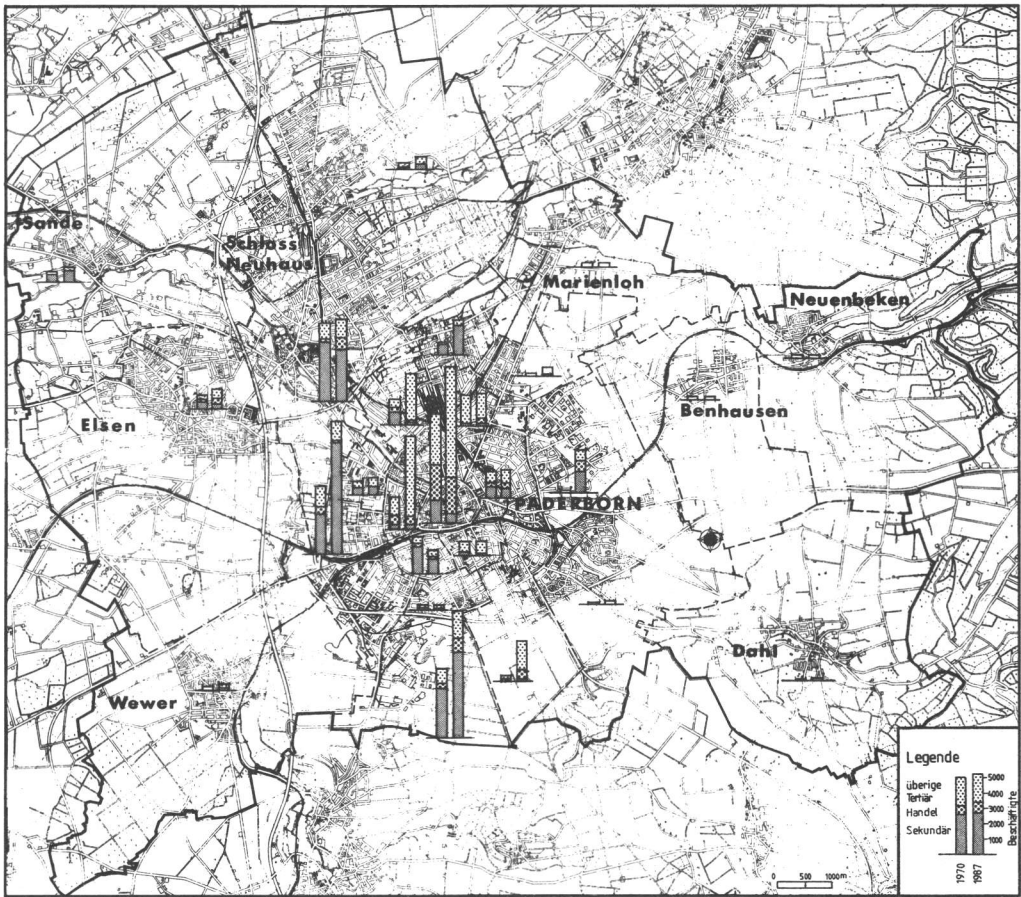 Sande
Schloss
Neuhaus
Marienloh
Neuenbeken
Elsen
Benhausen
PADERBORN
Dahl
Wewer
Legende
übrige
Tertiär
Handel
Sekundär
5000
4000
3000
2000
1000
Beschäftigte
1970
1987
0 500 1000m